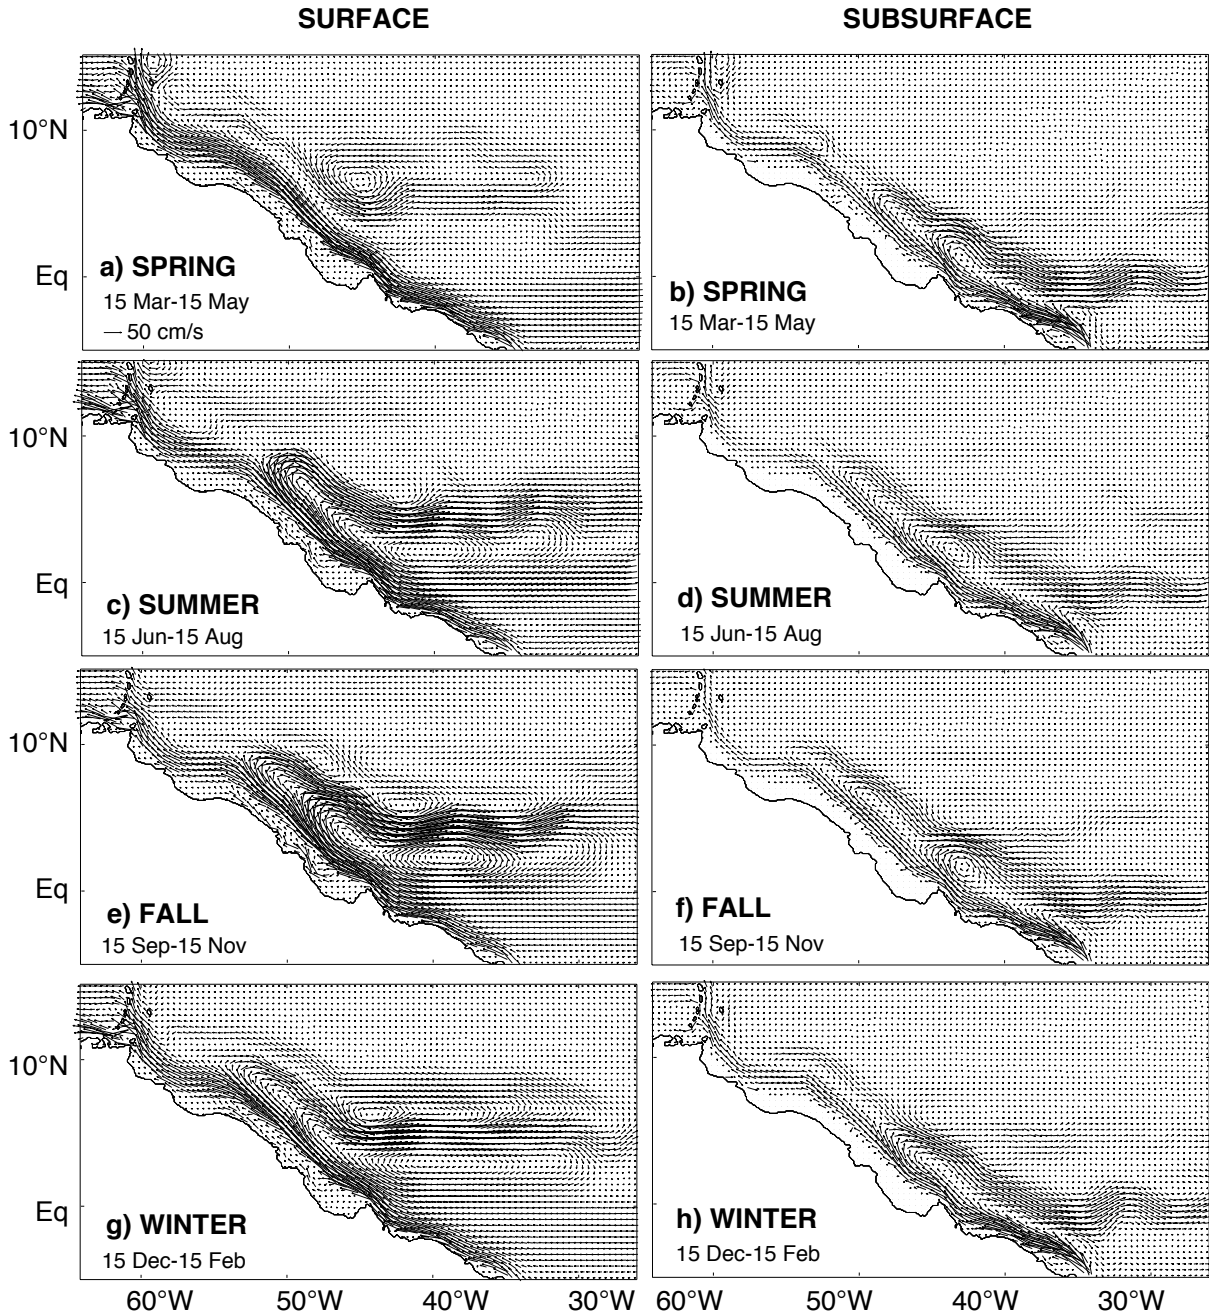 SURFACE
SUBSURFACE
10°N
Eq
a) SPRING
15 Mar-15 May
50 cm/s
b) SPRING
15 Mar-15 May
10°N
Eq
c) SUMMER
15 Jun-15 Aug
d) SUMMER
15 Jun-15 Aug
10°N
Eq
e) FALL
15 Sep-15 Nov
f) FALL
15 Sep-15 Nov
10°N
Eq
g) WINTER
15 Dec-15 Feb
h) WINTER
15 Dec-15 Feb
60°W 50°W 40°W 30°W
60°W 50°W 40°W 30°W